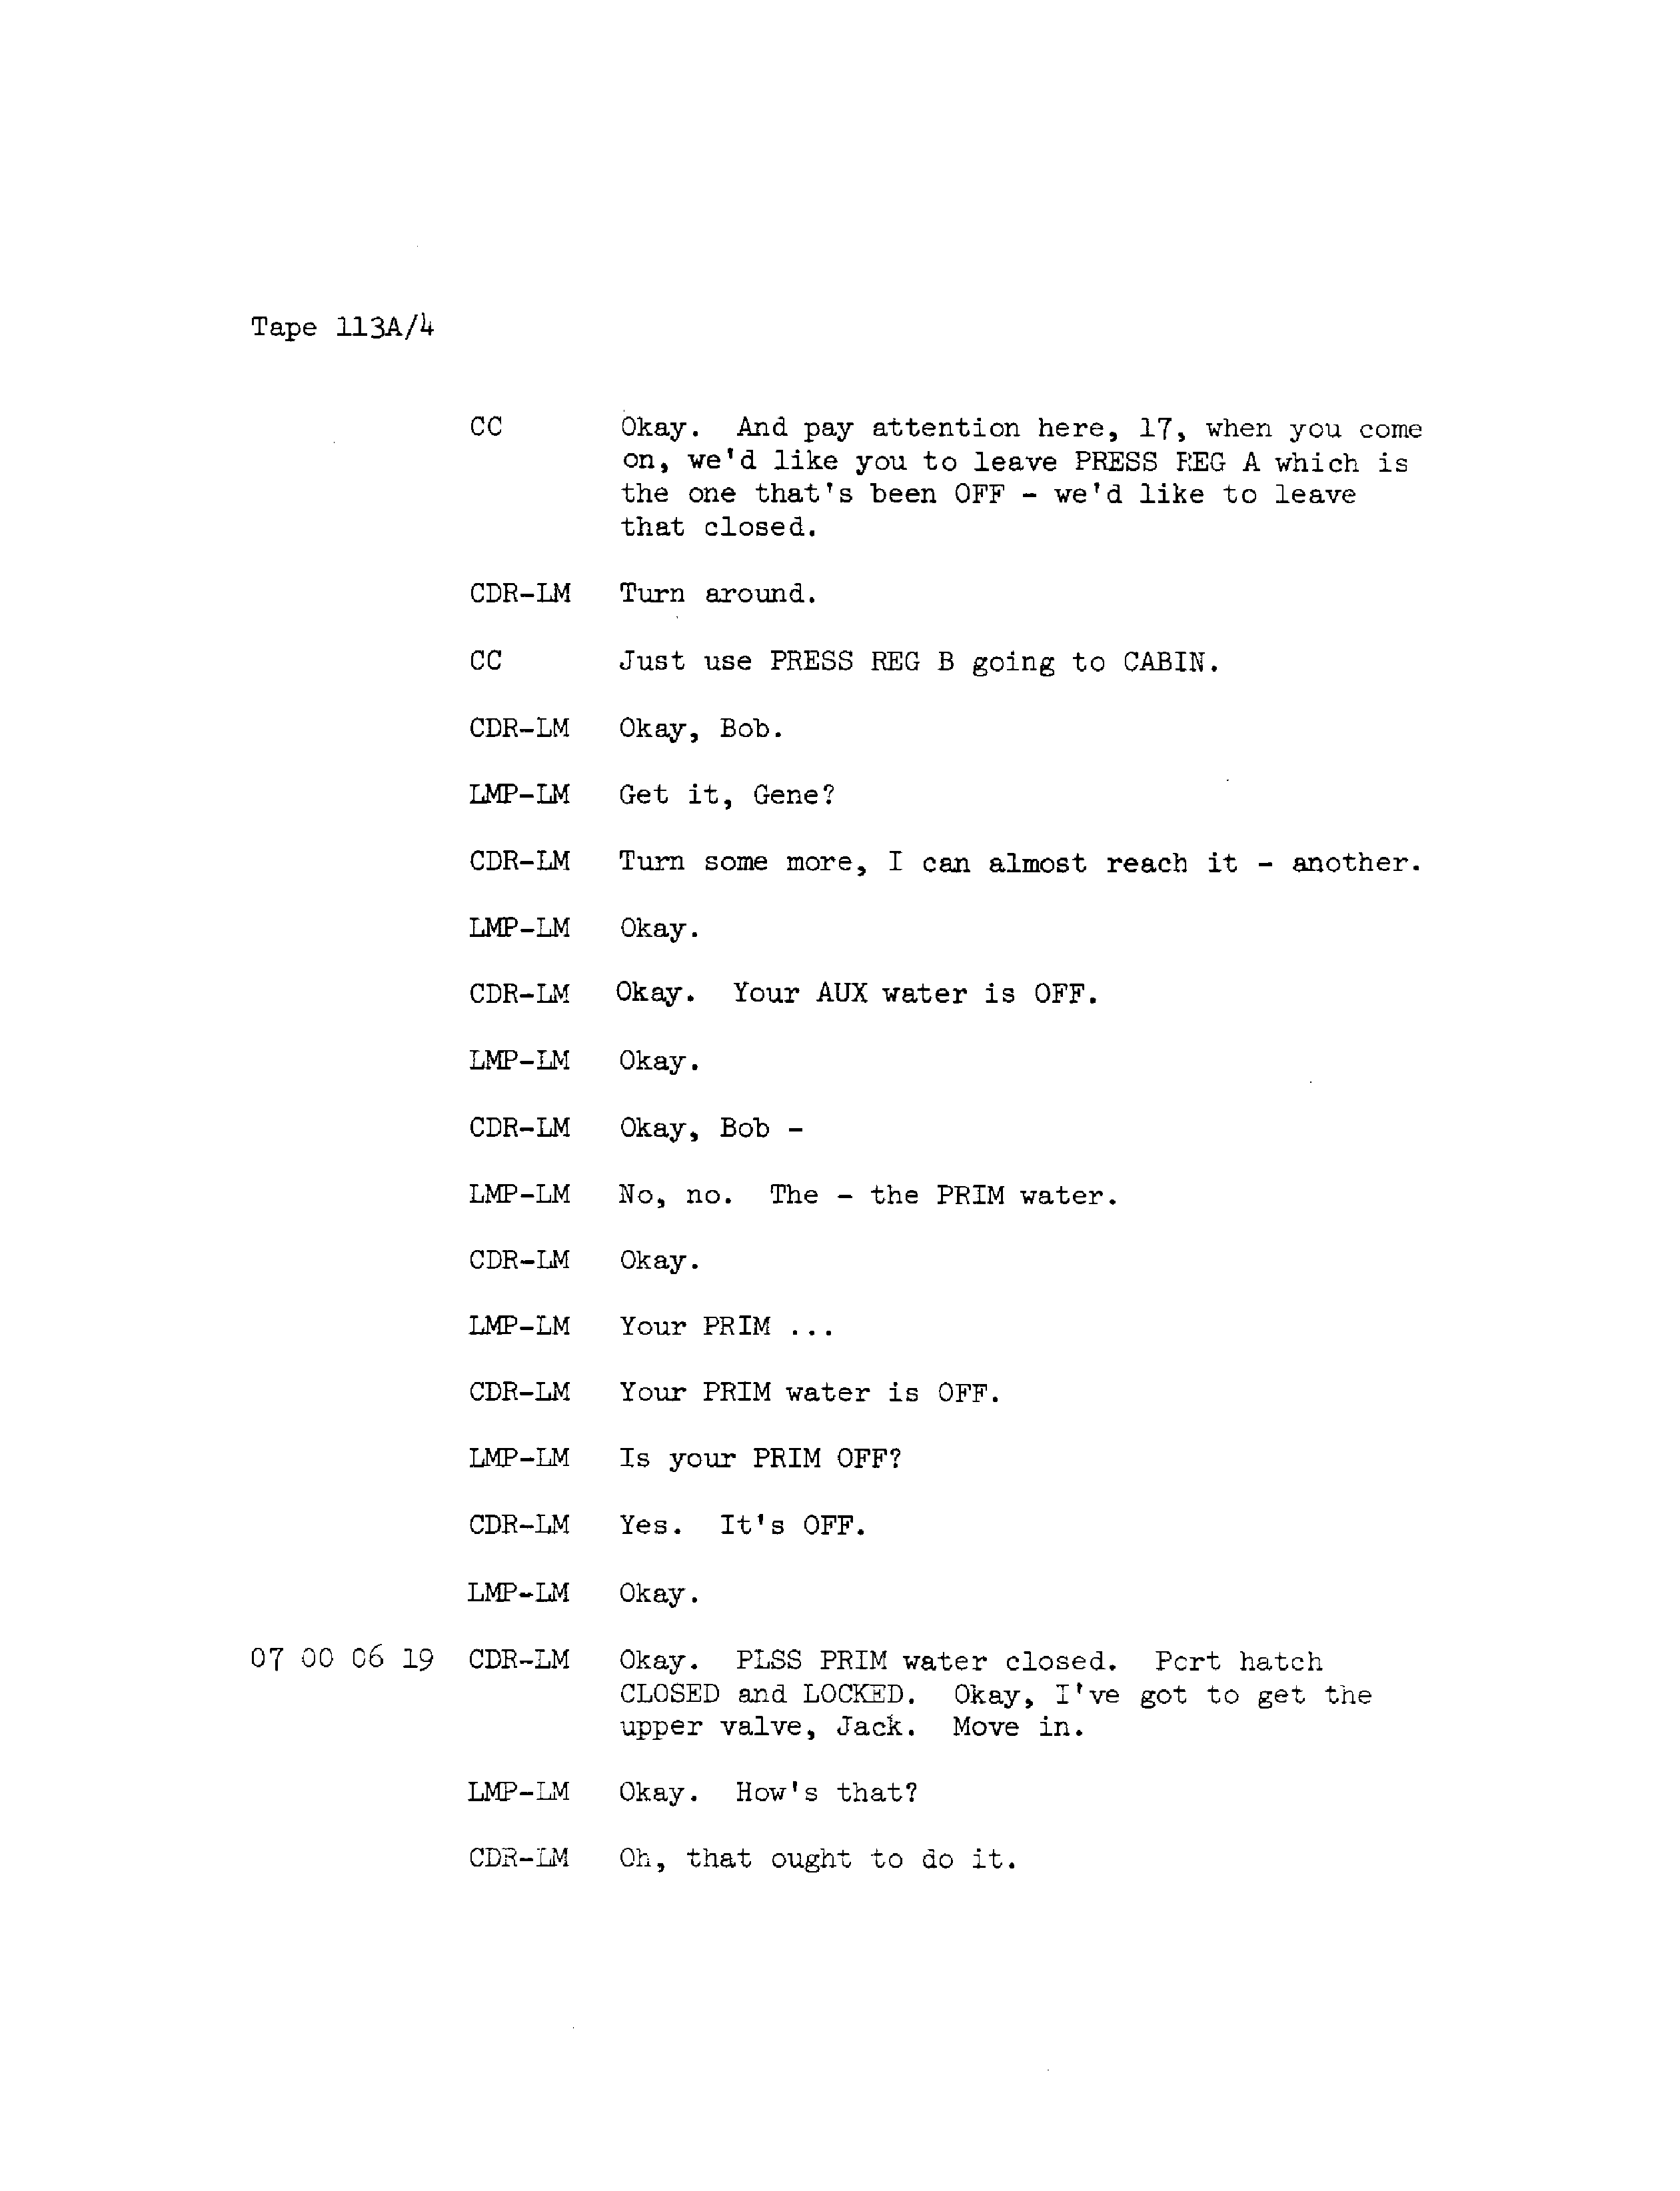 Tape 113A/4
CC Okay. And pay attention here, 17, when you come
on, we'd like you to leave PRESS REG A which is
the one that's been OFF - we'd like to leave
that closed.
CDR-LM Turn around.
CC Just use PRESS REG B going to CABIN.
CDR-LM Okay, Bob.
LMP-LM Get it, Gene?
CDR-LM Turn some more, I can almost reach it - another.
LMP-LM Okay.
CDR-LM Okay. Your AUX water is OFF.
LMP-LM Okay.
CDR-LM Okay, Bob -
LMP-LM No, no. The - the PRIM water.
CDR-LM Okay.
LMP-LM Your PRIM ...
CDR-LM Your PRIM water is OFF.
LMP-LM Is your PRIM OFF?
CDR-LM Yes. It's OFF.
LMP-LM Okay.
07 00 06 19 CDR-LM Okay. PLSS PRIM water closed. Port hatch
CLOSED and LOCKED. Okay, I've got to get the
upper valve, Jack. Move in.
LMP-LM Okay. How's that?
CDR-LM Oh, that ought to do it.